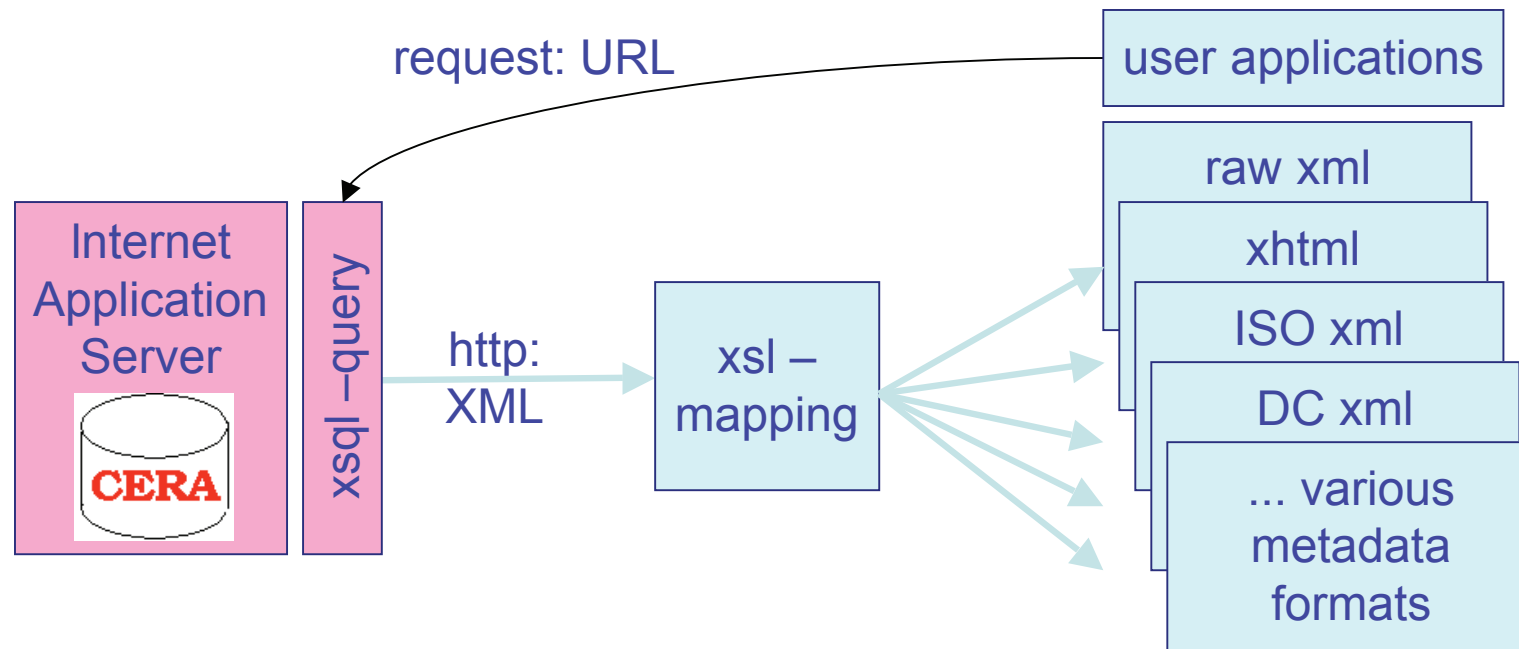 request: URL
user applications
raw xml
xhtml
ISO xml
DC xml
... various
metadata
formats
Internet
Application
Server
CERA
xsql –query
http:
XML
xsl –
mapping